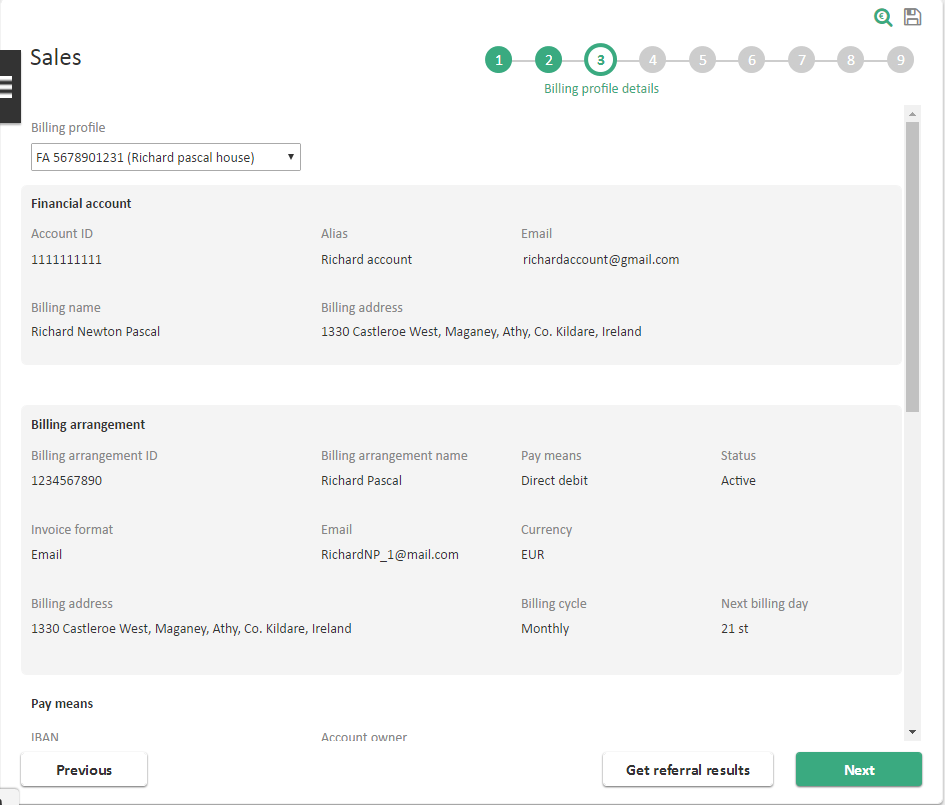 Sales
1 2 3 4 5 6 7 8 9
Billing profile details
Billing profile
FA 5678901231 (Richard pascal house)
Financial account
Account ID Alias Email
1111111111 Richard account richardaccount@gmail.com
Billing name Billing address
Richard Newton Pascal 1330 Castleroe West, Maganey, Athy, Co. Kildare, Ireland
Billing arrangement
Billing arrangement ID Billing arrangement name Pay means Status
1234567890 Richard Pascal Direct debit Active
Invoice format Email Currency
Email RichardNP_1@mail.com EUR
Billing address Billing cycle Next billing day
1330 Castleroe West, Maganey, Athy, Co. Kildare, Ireland Monthly 21 st
Pay means
IBAN Account owner
Previous Get referral results Next